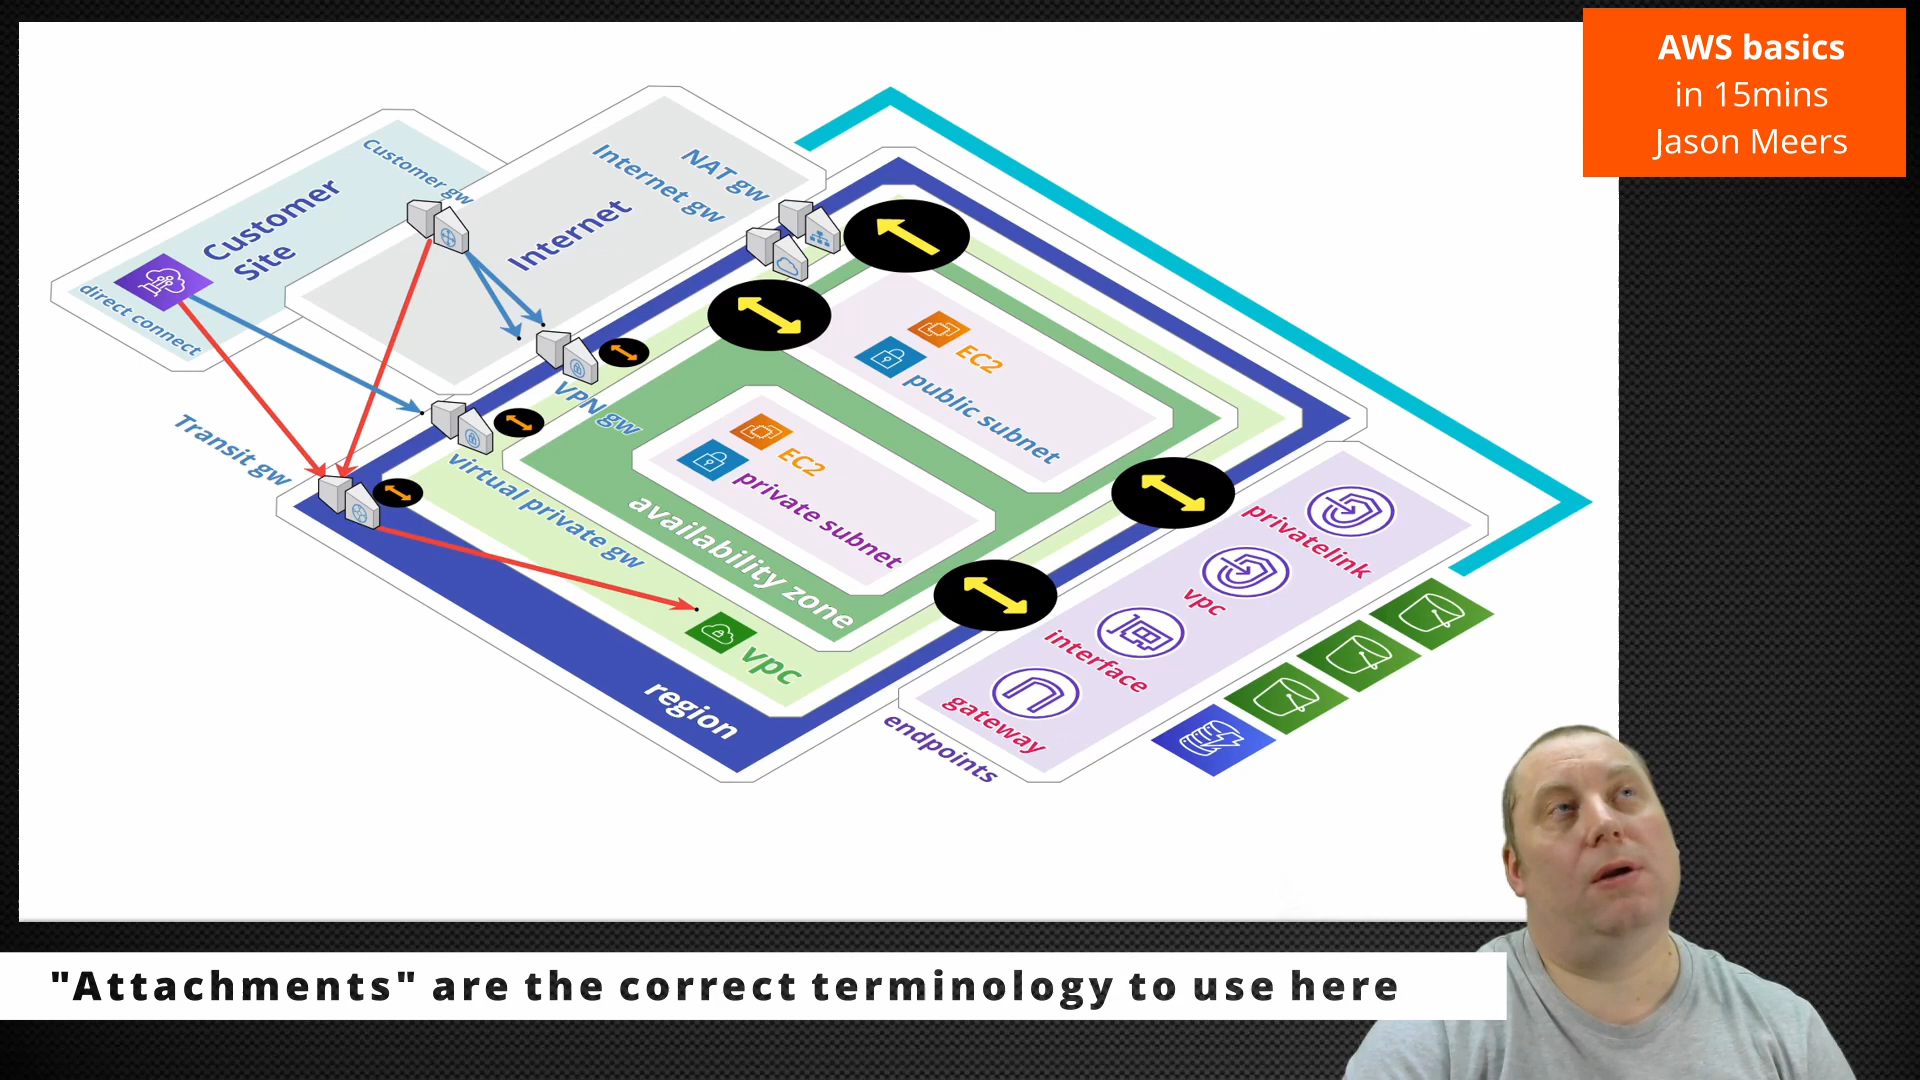 AWS basics
in 15mins
Jason Meers
Customer gw
Customer
Site
direct connect
Internet
NAT gw
Internet gw
Transit gw
VPN gw
virtual private gw
EC2
public subnet
EC2
private subnet
availability zone
vpc
region
privatelink
vpc
interface
gateway
endpoints
"Attachments" are the correct terminology to use here